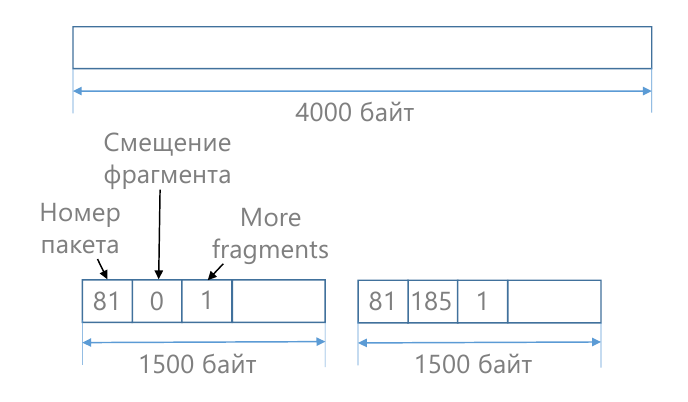 4000 байт
Смещение
фрагмента
Номер
пакета
More
fragments
81 0 1
81 185 1
1500 байт
1500 байт